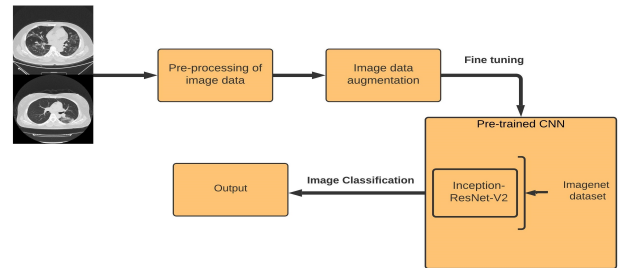 Pre-processing of
image data
Image data
augmentation
Fine tuning
Pre-trained CNN
Inception-
ResNet-V2
Imagenet
dataset
Image Classification
Output